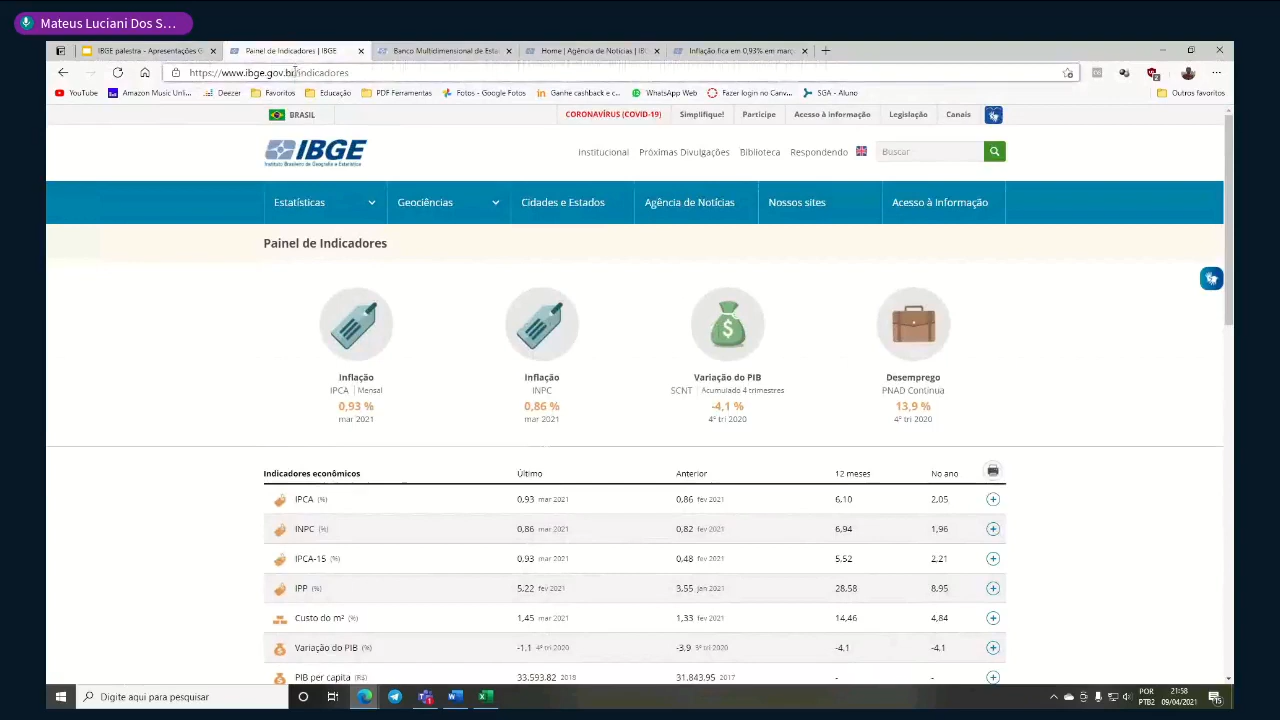 Mateus Luciani Dos S...
IBGE palestra - Apresentações G
Painel de Indicadores | IBGE
Banco Multidimensional de Esta
Home | Agência de Notícias | IBG
Inflação fica em 0,93% em març
https://www.ibge.gov.br/indicadores
YouTube
Amazon Music Uni...
Deezer
Favoritos
Educação
PDF Ferramentas
Fotos - Google Fotos
Ganhe cashback e c...
WhatsApp Web
Fazer login no Canv...
SGA - Aluno
Outros favoritos
BRASIL
CORONAVÍRUS (COVID-19)
Simplifique!
Participe
Acesso à informação
Legislação
Canais
IBGE
Instituto Brasileiro de Geografia e Estatística
Institucional
Próximas Divulgações
Biblioteca
Respondendo
Buscar
Estatísticas
Geociências
Cidades e Estados
Agência de Notícias
Nossos sites
Acesso à Informação
Painel de Indicadores
Inflação
IPCA | Mensal
0,93 %
mar 2021
Inflação
INPC
0,86 %
mar 2021
Variação do PIB
SCNT | Acumulado 4 trimestres
-4,1 %
4º tri 2020
Desemprego
PNAD Contínua
13,9 %
4º tri 2020
Indicadores econômicos Último Anterior 12 meses No ano
IPCA (%) 0,93 mar 2021 0,86 fev 2021 6,10 2,05
INPC (%) 0,86 mar 2021 0,82 fev 2021 6,94 1,96
IPCA-15 (%) 0,93 mar 2021 0,48 fev 2021 5,52 2,21
IPP (%) 5,22 fev 2021 3,55 jan 2021 28,58 8,95
Custo do m² (%) 1,45 mar 2021 1,33 fev 2021 14,46 4,84
Variação do PIB (%) -1,1 4º tri 2020 -3,9 3º tri 2020 -4,1 -4,1
PIB per capita (R$) 33.593,82 2018 31.843,95 2017 - -
Digite aqui para pesquisar
POR
PTB2
21:58
09/04/2021